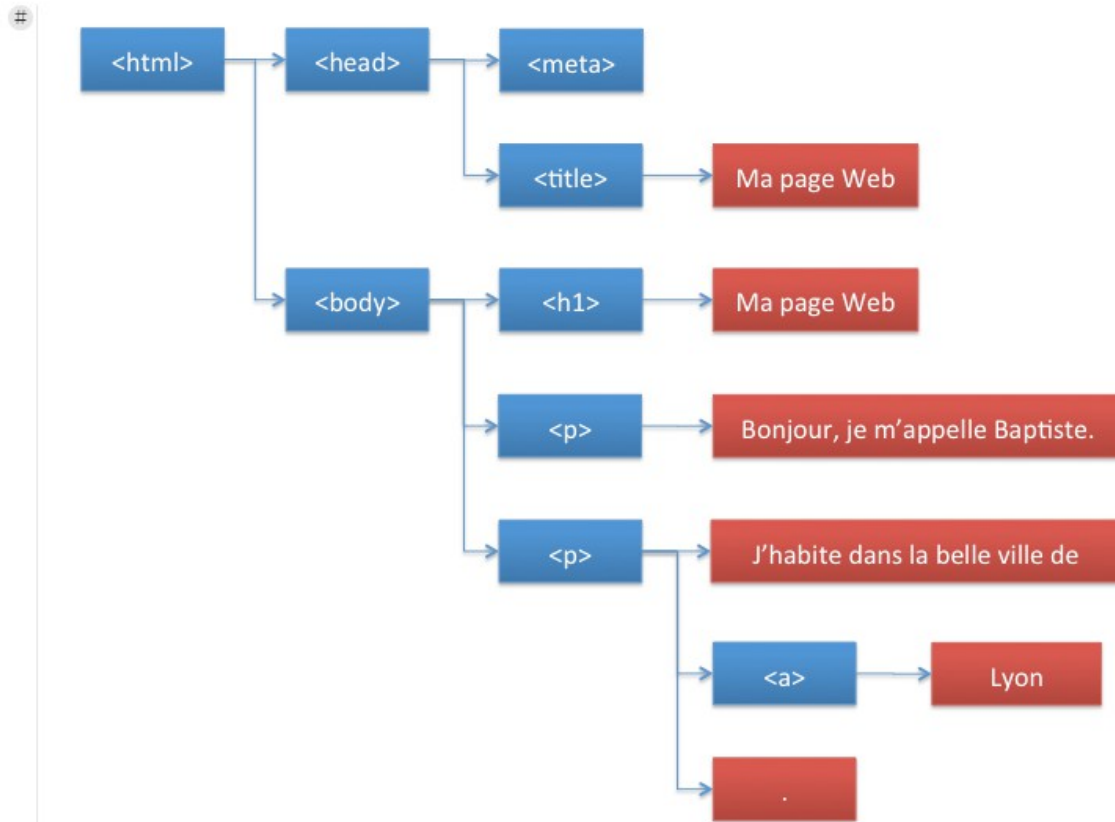 #
<html>
<head>
<meta>
<title>
Ma page Web
<body>
<h1>
Ma page Web
<p>
Bonjour, je m’appelle Baptiste.
<p>
J’habite dans la belle ville de
<a>
Lyon
.